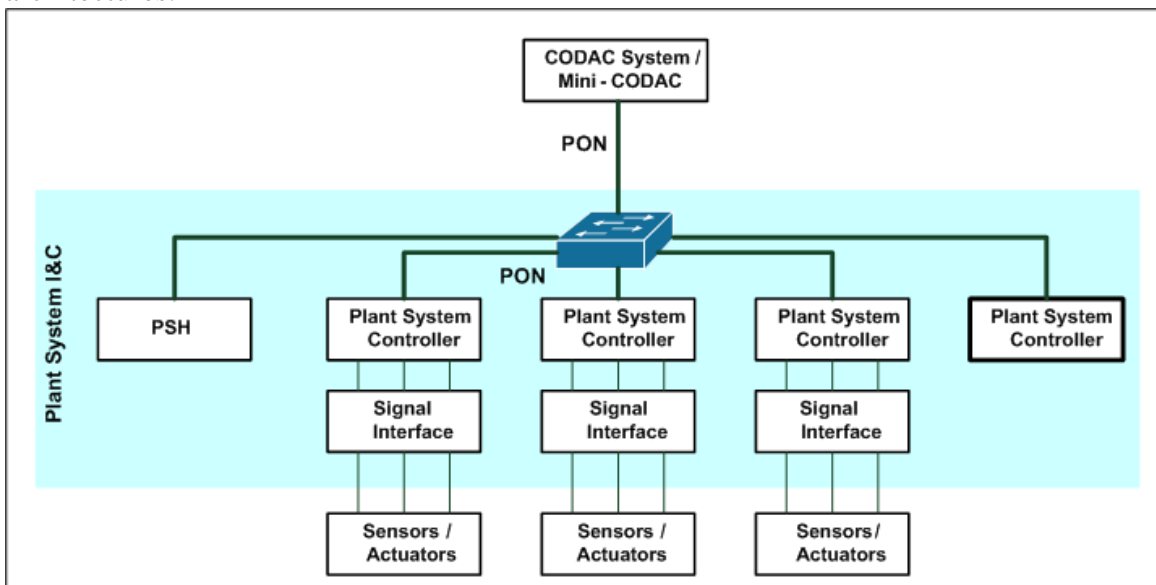 CODAC System /
Mini - CODAC
PON
Plant System I&C
PON
PSH
Plant System
Controller
Plant System
Controller
Plant System
Controller
Plant System
Controller
Signal
Interface
Signal
Interface
Signal
Interface
Sensors /
Actuators
Sensors /
Actuators
Sensors/
Actuators